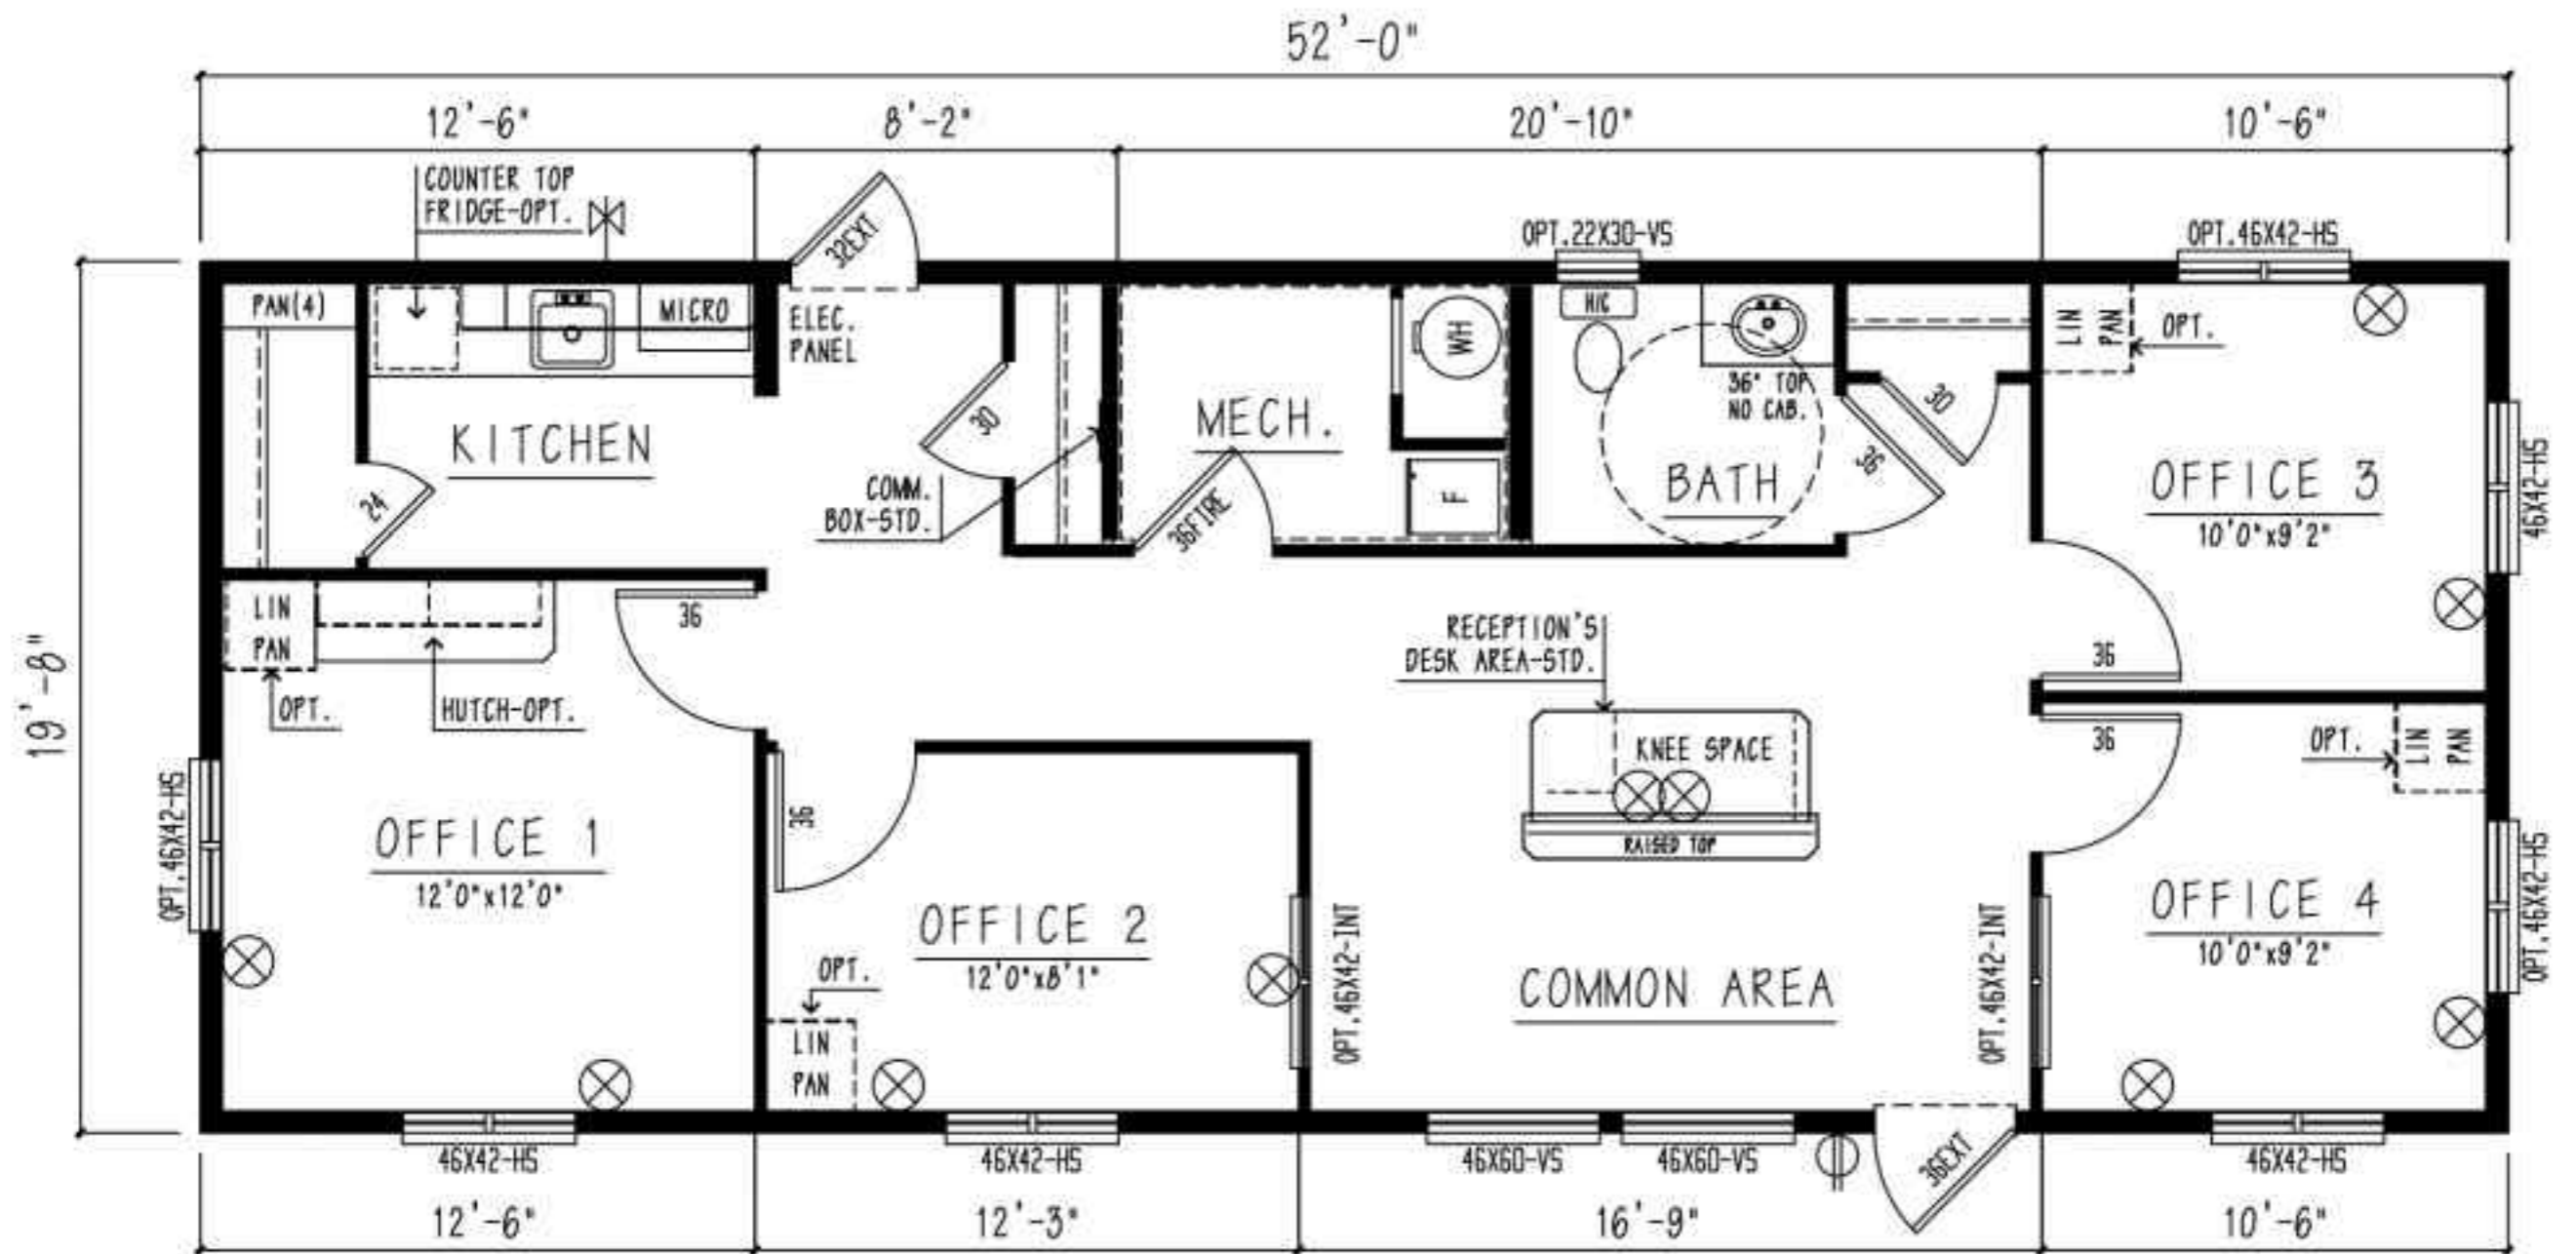 52'-0"
12'-6"
8'-2"
20'-10"
10'-6"
COUNTER TOP
FRIDGE-OPT.
32EXT
OPT.22X30-VS
OPT.46X42-HS
PAN(4)
MICRO
ELEC.
PANEL
WH
H/C
36" TOP
NO CAB.
LIN
PAN
OPT.
KITCHEN
24
30
COMM.
BOX-STD.
MECH.
36FIRE
F
BATH
36
30
OFFICE 3
10'0"x9'2"
46X42-HS
19'-8"
LIN
PAN
OPT.
HUTCH-OPT.
36
RECEPTION'S
DESK AREA-STD.
KNEE SPACE
RAISED TOP
36
36
OPT.
LIN
PAN
OPT.46X42-HS
OFFICE 1
12'0"x12'0"
36
OFFICE 2
12'0"x8'1"
OPT.
LIN
PAN
OPT.46X42-INT
COMMON AREA
OPT.46X42-INT
OFFICE 4
10'0"x9'2"
OPT.46X42-HS
46X42-HS
46X42-HS
46X60-VS
46X60-VS
36EXT
46X42-HS
12'-6"
12'-3"
16'-9"
10'-6"